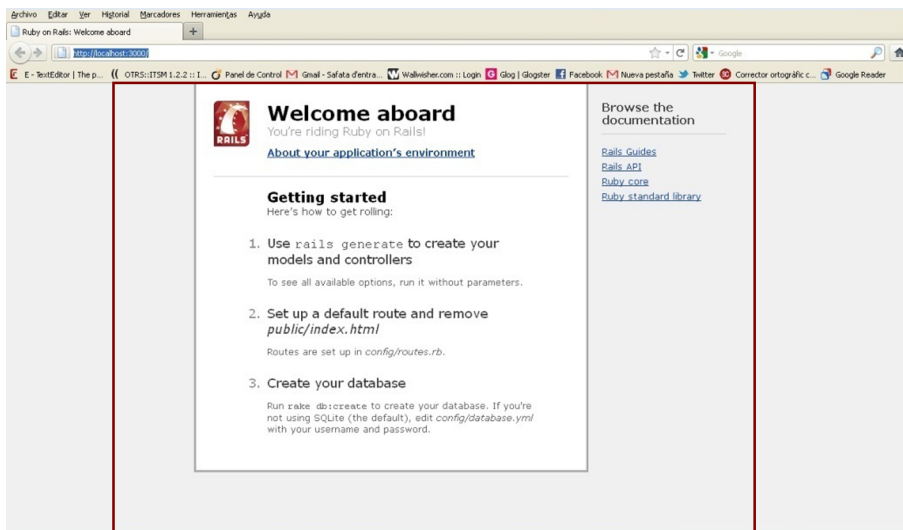 Archivo Editar Ver Historial Marcadores Herramientas Ayuda
Ruby on Rails: Welcome aboard +
http://localhost:3000/
Google
E - TextEditor | The p... OTRS::ITSM 1.2.2 :: I... Panel de Control Gmail - Safata d'entra... Wallwisher.com :: Login Glog | Glogster Facebook Nueva pestaña Twitter Corrector ortogràfic c... Google Reader
RAILS
Welcome aboard
You're riding Ruby on Rails!
About your application's environment
Getting started
Here's how to get rolling:
1. Use rails generate to create your
models and controllers
To see all available options, run it without parameters.
2. Set up a default route and remove
public/index.html
Routes are set up in config/routes.rb.
3. Create your database
Run rake db:create to create your database. If you're
not using SQLite (the default), edit config/database.yml
with your username and password.
Browse the
documentation
Rails Guides
Rails API
Ruby core
Ruby standard library